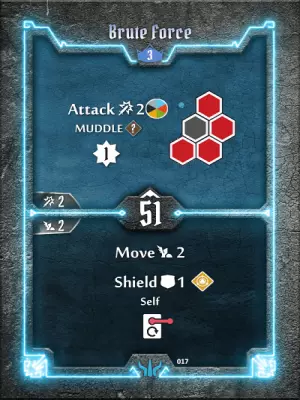 Brute Force
3
Attack 2
MUDDLE ?
1
2
51
2
Move 2
Shield 1
Self
017